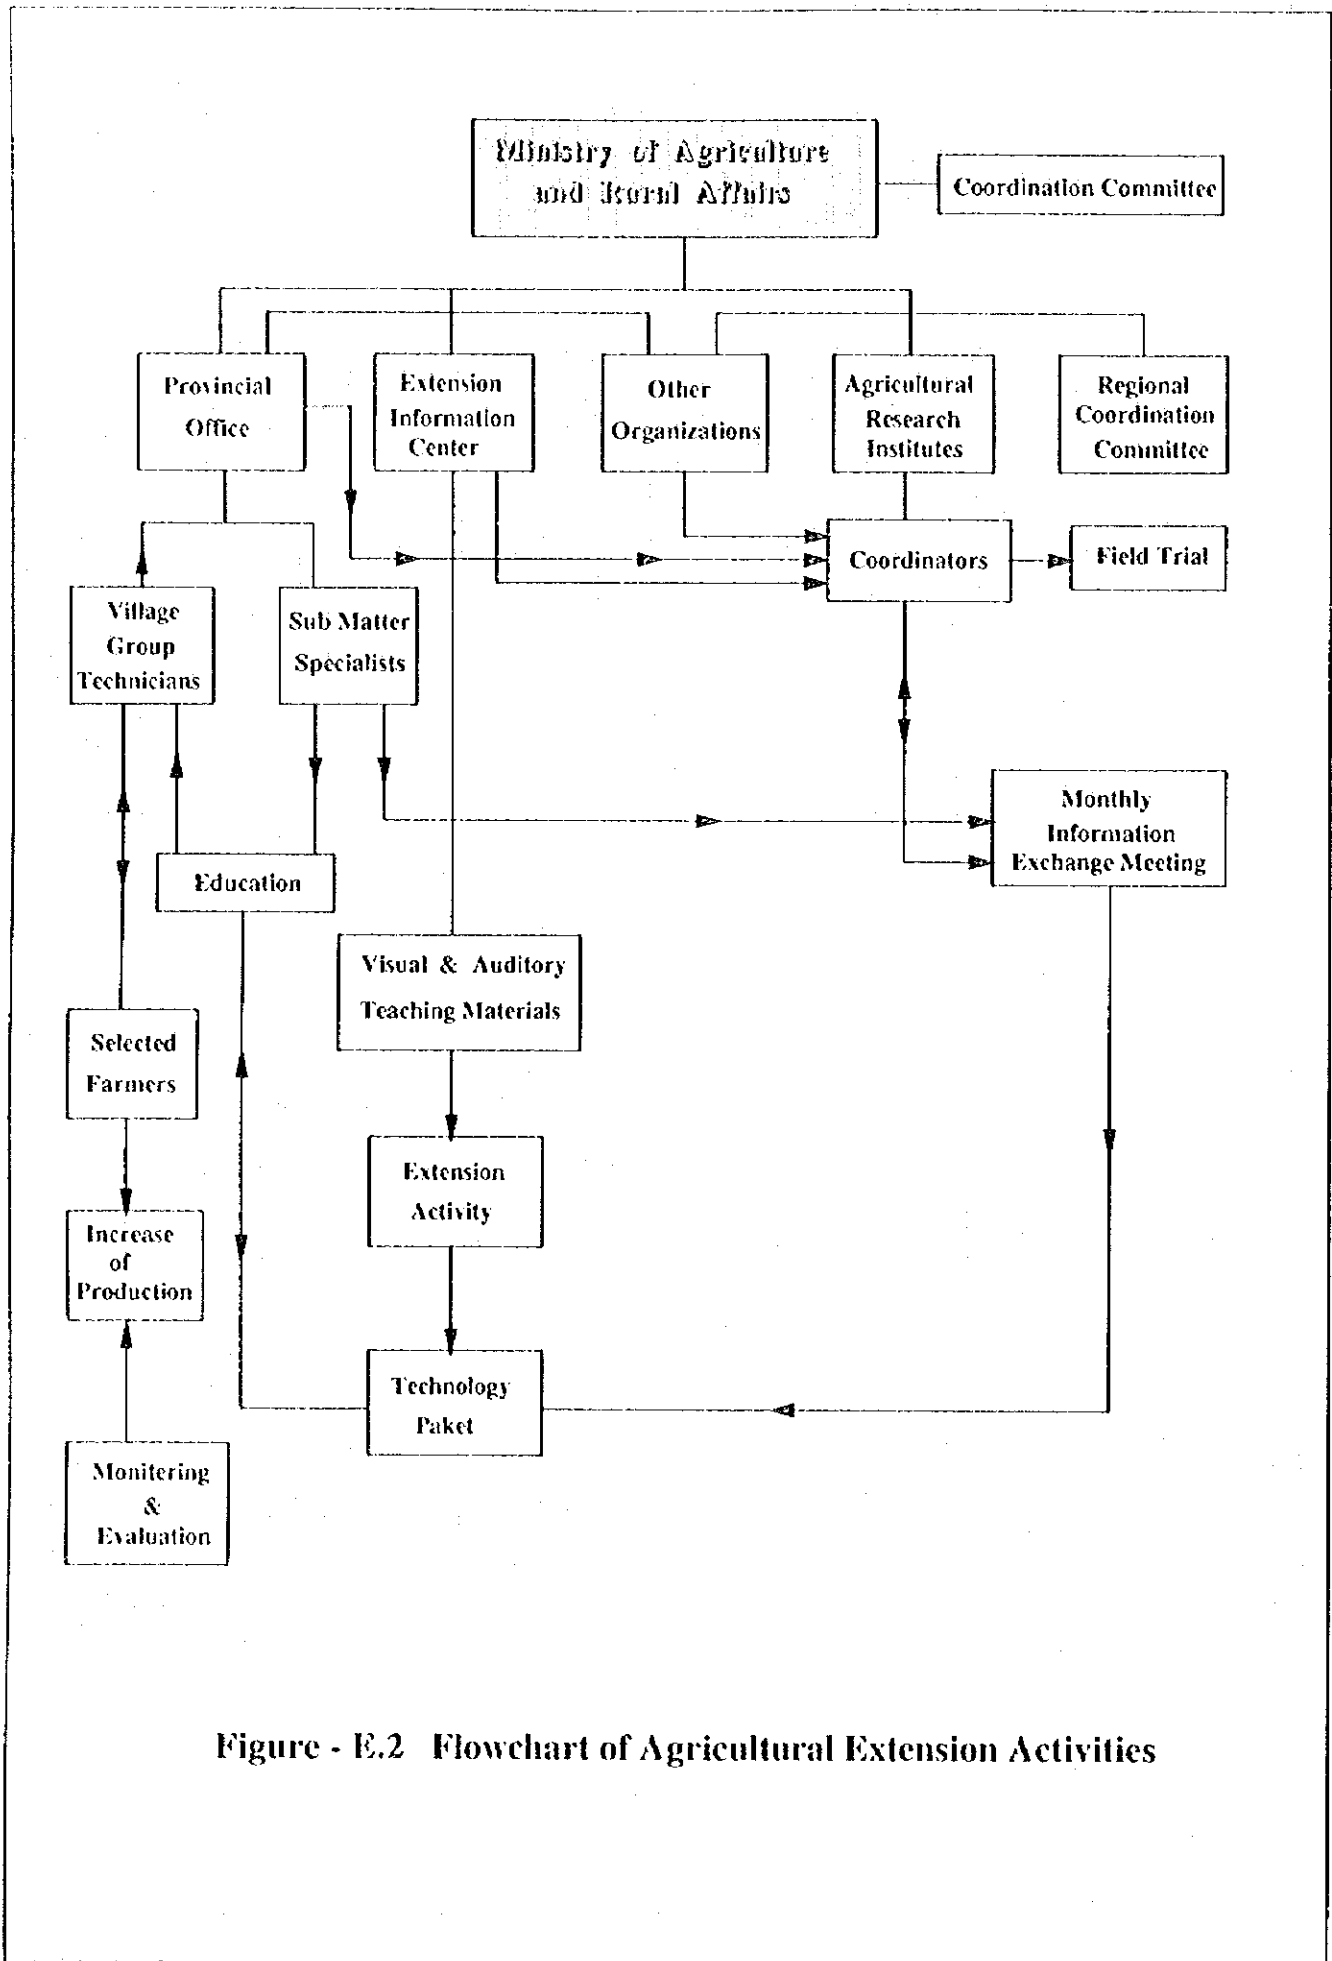 Ministry of Agriculture
and Rural Affairs
Coordination Committee
Provincial
Office
Extension
Information
Center
Other
Organizations
Agricultural
Research
Institutes
Regional
Coordination
Committee
Coordinators
Field Trial
Village
Group
Technicians
Sub Matter
Specialists
Monthly
Information
Exchange Meeting
Education
Visual & Auditory
Teaching Materials
Selected
Farmers
Extension
Activity
Increase
of
Production
Technology
Paket
Monitering
&
Evaluation
Figure - E.2 Flowchart of Agricultural Extension Activities